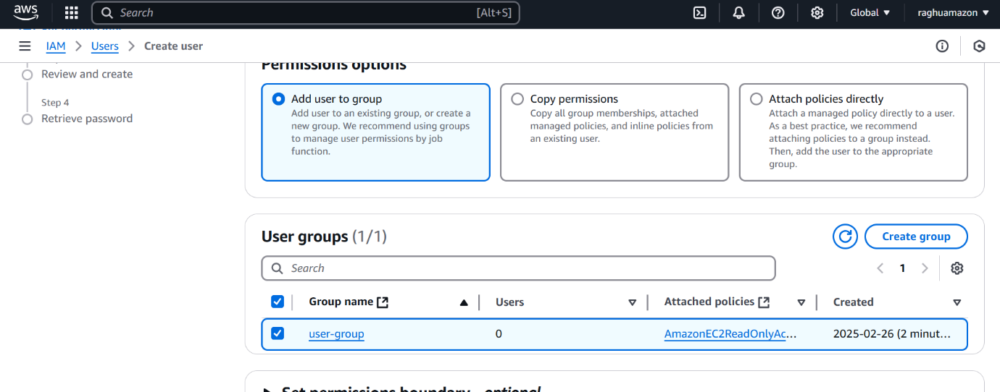 aws
Search
[Alt+S]
Global
raghuamazon
IAM
Users
Create user
Review and create
Step 4
Retrieve password
Permissions options
Add user to group
Add user to an existing group, or create a
new group. We recommend using groups
to manage user permissions by job
function.
Copy permissions
Copy all group memberships, attached
managed policies, and inline policies from
an existing user.
Attach policies directly
Attach a managed policy directly to a user.
As a best practice, we recommend
attaching policies to a group instead.
Then, add the user to the appropriate
group.
User groups (1/1)
Create group
Search
1
Group name
Users
Attached policies
Created
user-group
0
AmazonEC2ReadOnlyAc...
2025-02-26 (2 minut...
Set permissions boundary - optional